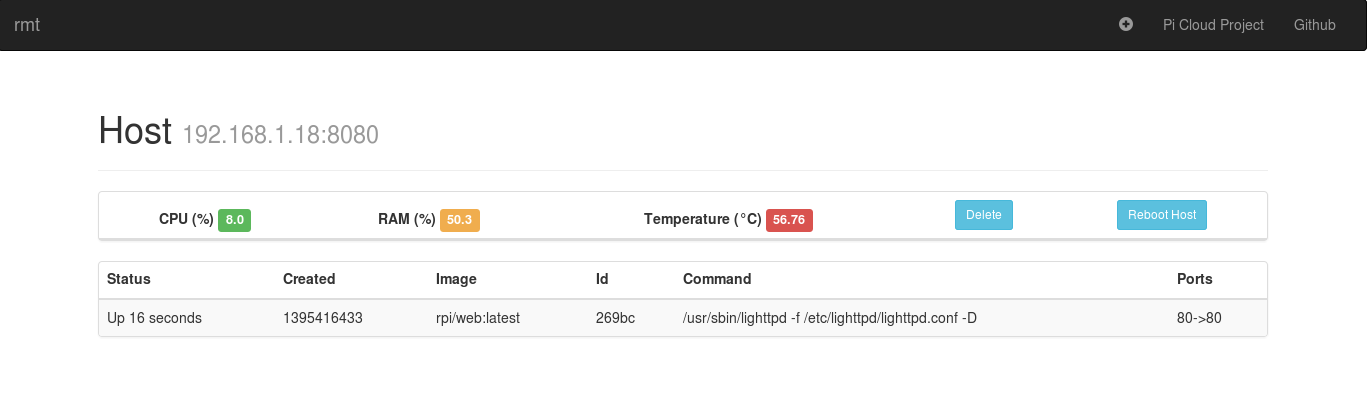 rmt Pi Cloud Project Github
Host 192.168.1.18:8080
CPU (%) 8.0 RAM (%) 50.3 Temperature (°C) 56.76 Delete Reboot Host
Status Created Image Id Command Ports
Up 16 seconds 1395416433 rpi/web:latest 269bc /usr/sbin/lighttpd -f /etc/lighttpd/lighttpd.conf -D 80->80